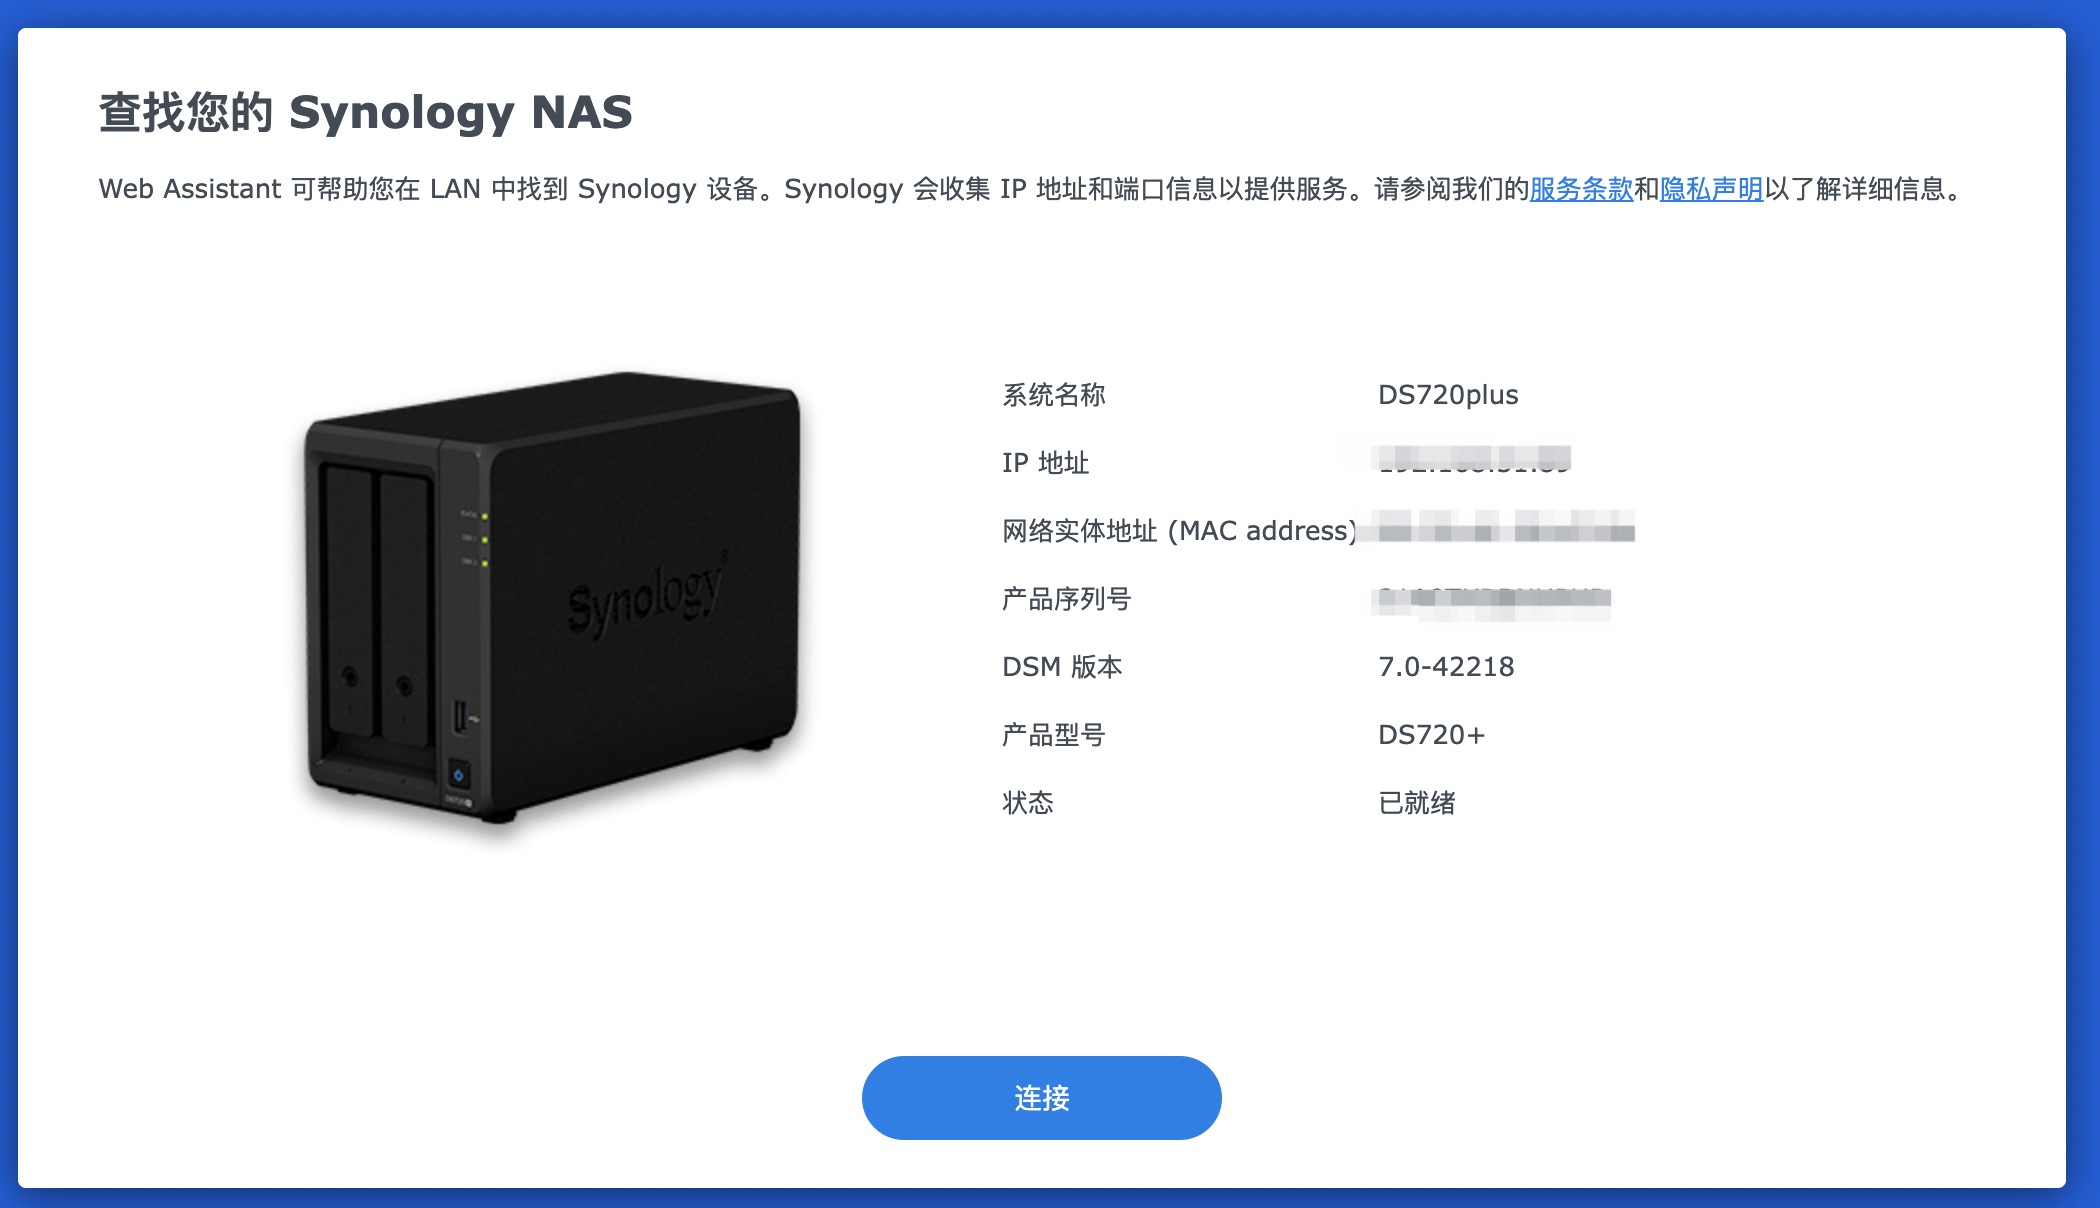 查找您的 Synology NAS
Web Assistant 可帮助您在 LAN 中找到 Synology 设备。Synology 会收集 IP 地址和端口信息以提供服务。请参阅我们的服务条款和隐私声明以了解详细信息。
Synology
系统名称 DS720plus
IP 地址
网络实体地址 (MAC address)
产品序列号
DSM 版本 7.0-42218
产品型号 DS720+
状态 已就绪
连接